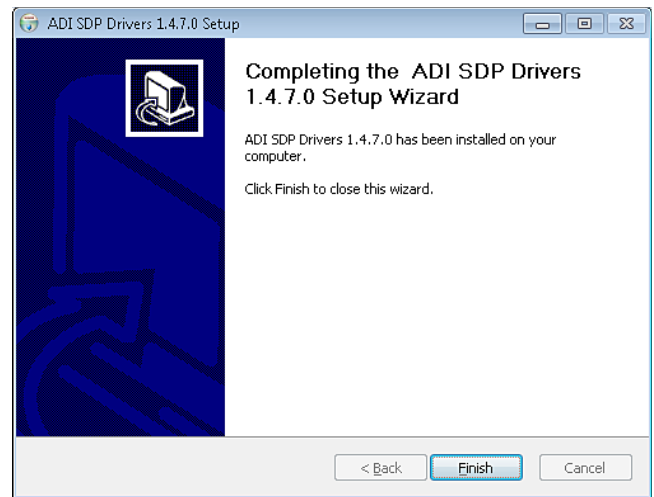 ADI SDP Drivers 1.4.7.0 Setup
Completing the ADI SDP Drivers
1.4.7.0 Setup Wizard
ADI SDP Drivers 1.4.7.0 has been installed on your
computer.
Click Finish to close this wizard.
< Back Finish Cancel